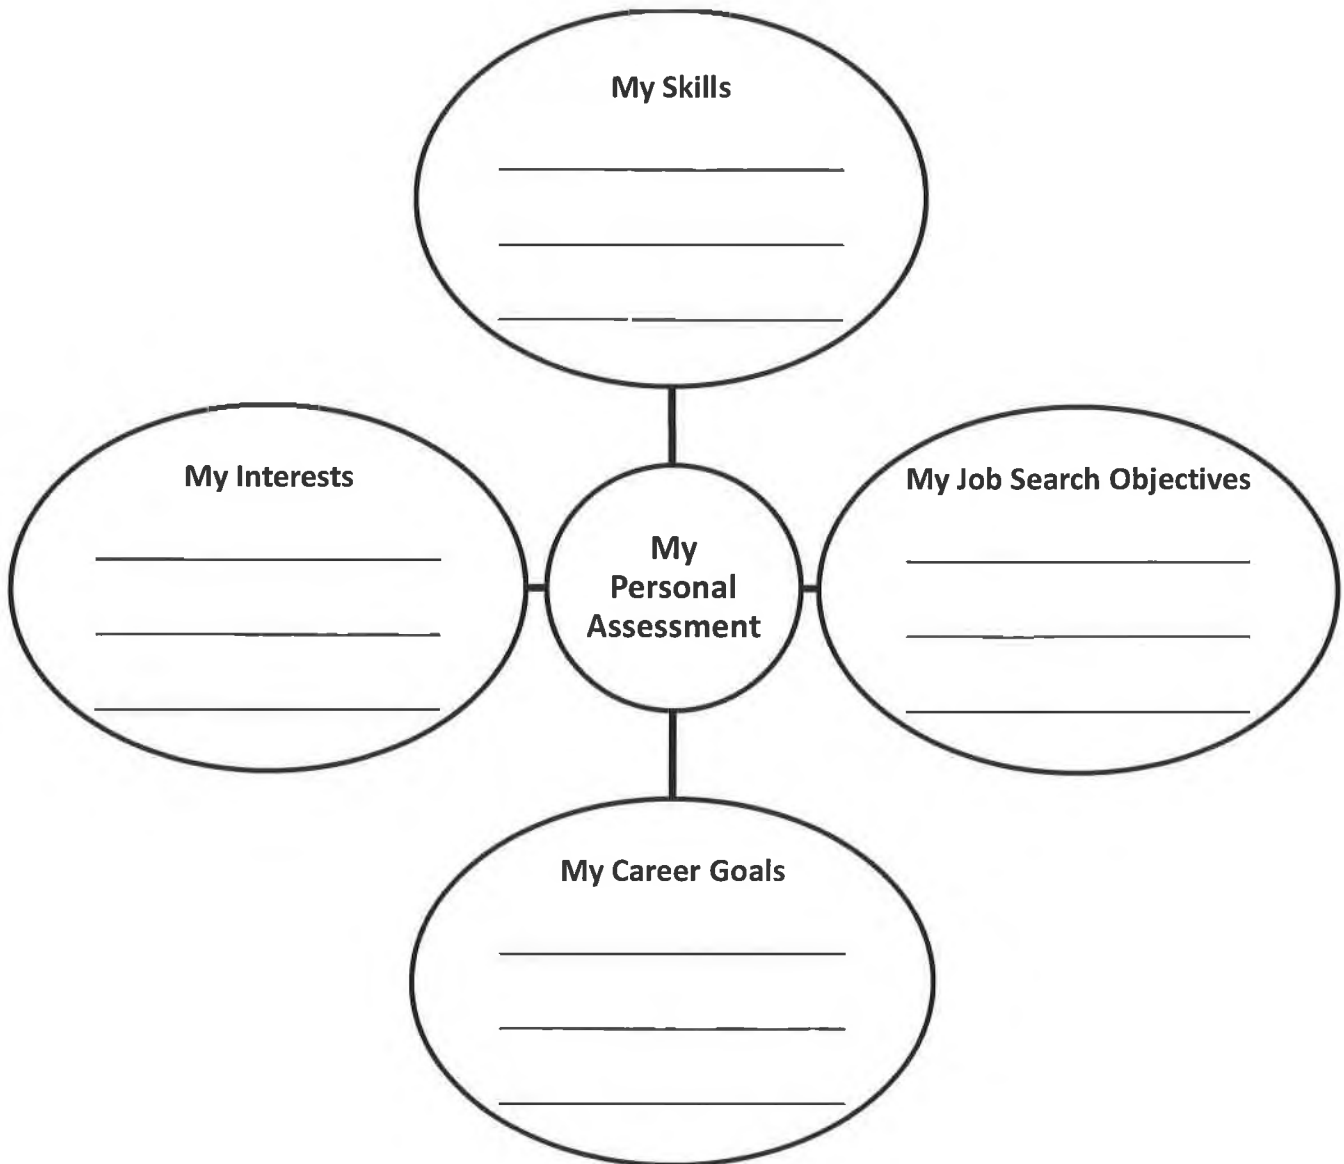 My Skills
My Interests
My Job Search Objectives
My
Personal
Assessment
My Career Goals